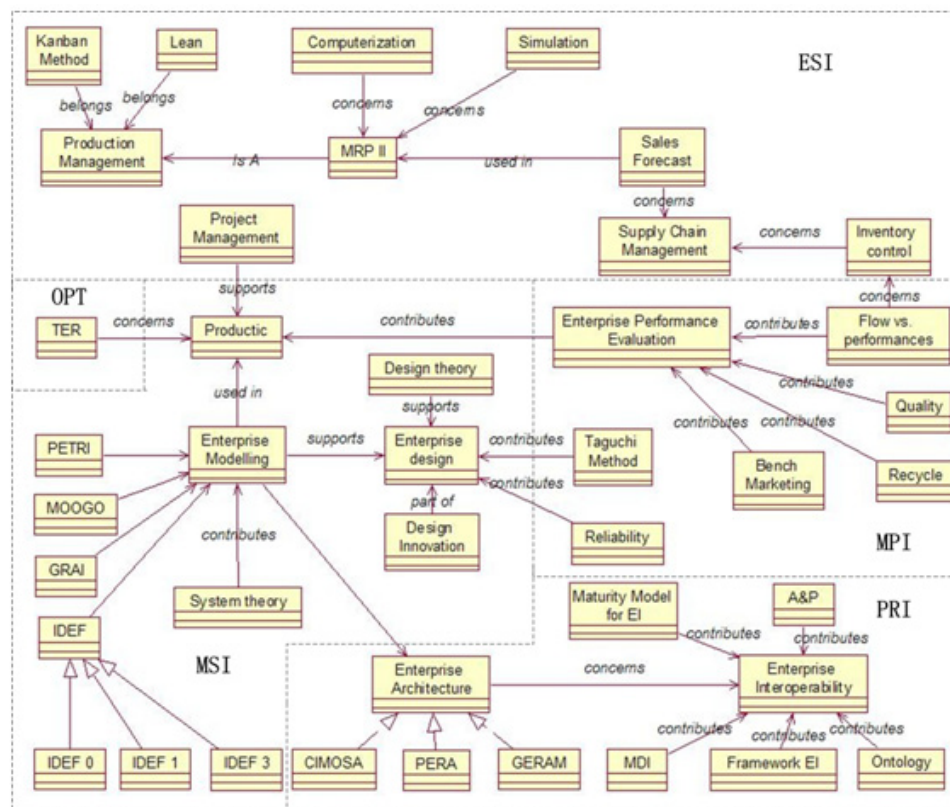 Kanban
Method
Lean
Computerization
Simulation
ESI
belongs
belongs
concerns
concerns
Production
Management
Is A
MRP II
used in
Sales
Forecast
concerns
Project
Management
Supply Chain
Management
concerns
Inventory
control
supports
concerns
OPT
MPI
TER
concerns
Productic
contributes
Enterprise Performance
Evaluation
contributes
Flow vs.
performances
used in
Design theory
supports
contributes
Quality
PETRI
Enterprise
Modelling
supports
Enterprise
design
contributes
Taguchi
Method
contributes
Bench
Marketing
Recycle
MOOGO
part of
Design
Innovation
Reliability
GRAI
contributes
System theory
IDEF
MSI
Maturity Model
for EI
A&P
PRI
contributes
contributes
Enterprise
Architecture
concerns
Enterprise
Interoperability
contributes
contributes
contributes
IDEF 0
IDEF 1
IDEF 3
CIMOSA
PERA
GERAM
MDI
Framework EI
Ontology